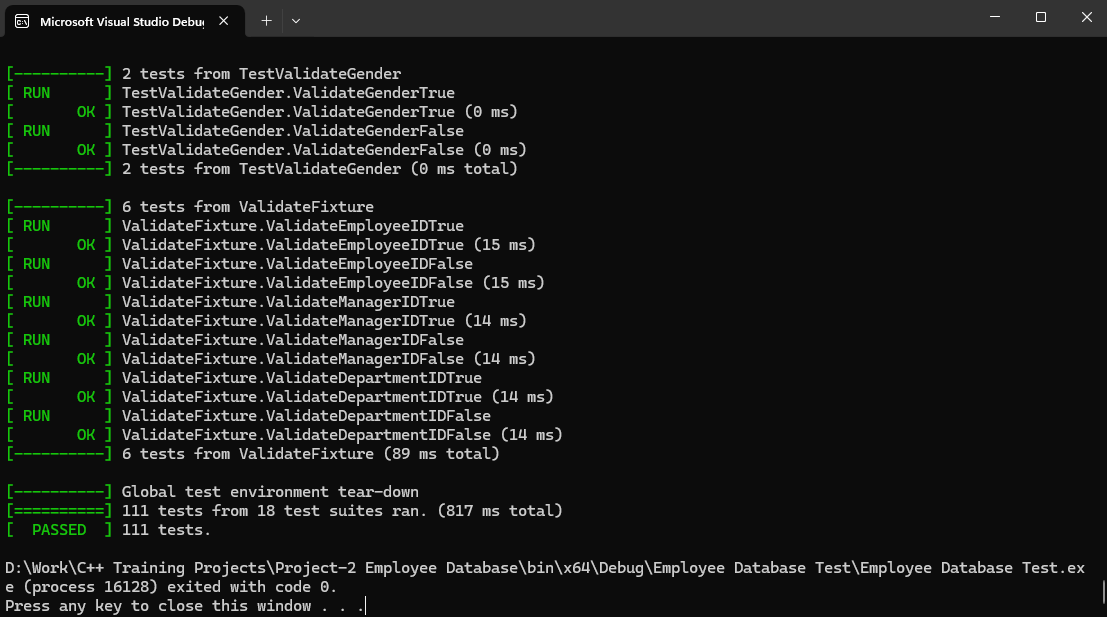 Microsoft Visual Studio Debug
[----------] 2 tests from TestValidateGender
[ RUN      ] TestValidateGender.ValidateGenderTrue
[       OK ] TestValidateGender.ValidateGenderTrue (0 ms)
[ RUN      ] TestValidateGender.ValidateGenderFalse
[       OK ] TestValidateGender.ValidateGenderFalse (0 ms)
[----------] 2 tests from TestValidateGender (0 ms total)
[----------] 6 tests from ValidateFixture
[ RUN      ] ValidateFixture.ValidateEmployeeIDTrue
[       OK ] ValidateFixture.ValidateEmployeeIDTrue (15 ms)
[ RUN      ] ValidateFixture.ValidateEmployeeIDFalse
[       OK ] ValidateFixture.ValidateEmployeeIDFalse (15 ms)
[ RUN      ] ValidateFixture.ValidateManagerIDTrue
[       OK ] ValidateFixture.ValidateManagerIDTrue (14 ms)
[ RUN      ] ValidateFixture.ValidateManagerIDFalse
[       OK ] ValidateFixture.ValidateManagerIDFalse (14 ms)
[ RUN      ] ValidateFixture.ValidateDepartmentIDTrue
[       OK ] ValidateFixture.ValidateDepartmentIDTrue (14 ms)
[ RUN      ] ValidateFixture.ValidateDepartmentIDFalse
[       OK ] ValidateFixture.ValidateDepartmentIDFalse (14 ms)
[----------] 6 tests from ValidateFixture (89 ms total)
[----------] Global test environment tear-down
[==========] 111 tests from 18 test suites ran. (817 ms total)
[  PASSED  ] 111 tests.
D:\Work\C++ Training Projects\Project-2 Employee Database\bin\x64\Debug\Employee Database Test\Employee Database Test.ex
e (process 16128) exited with code 0.
Press any key to close this window . . .